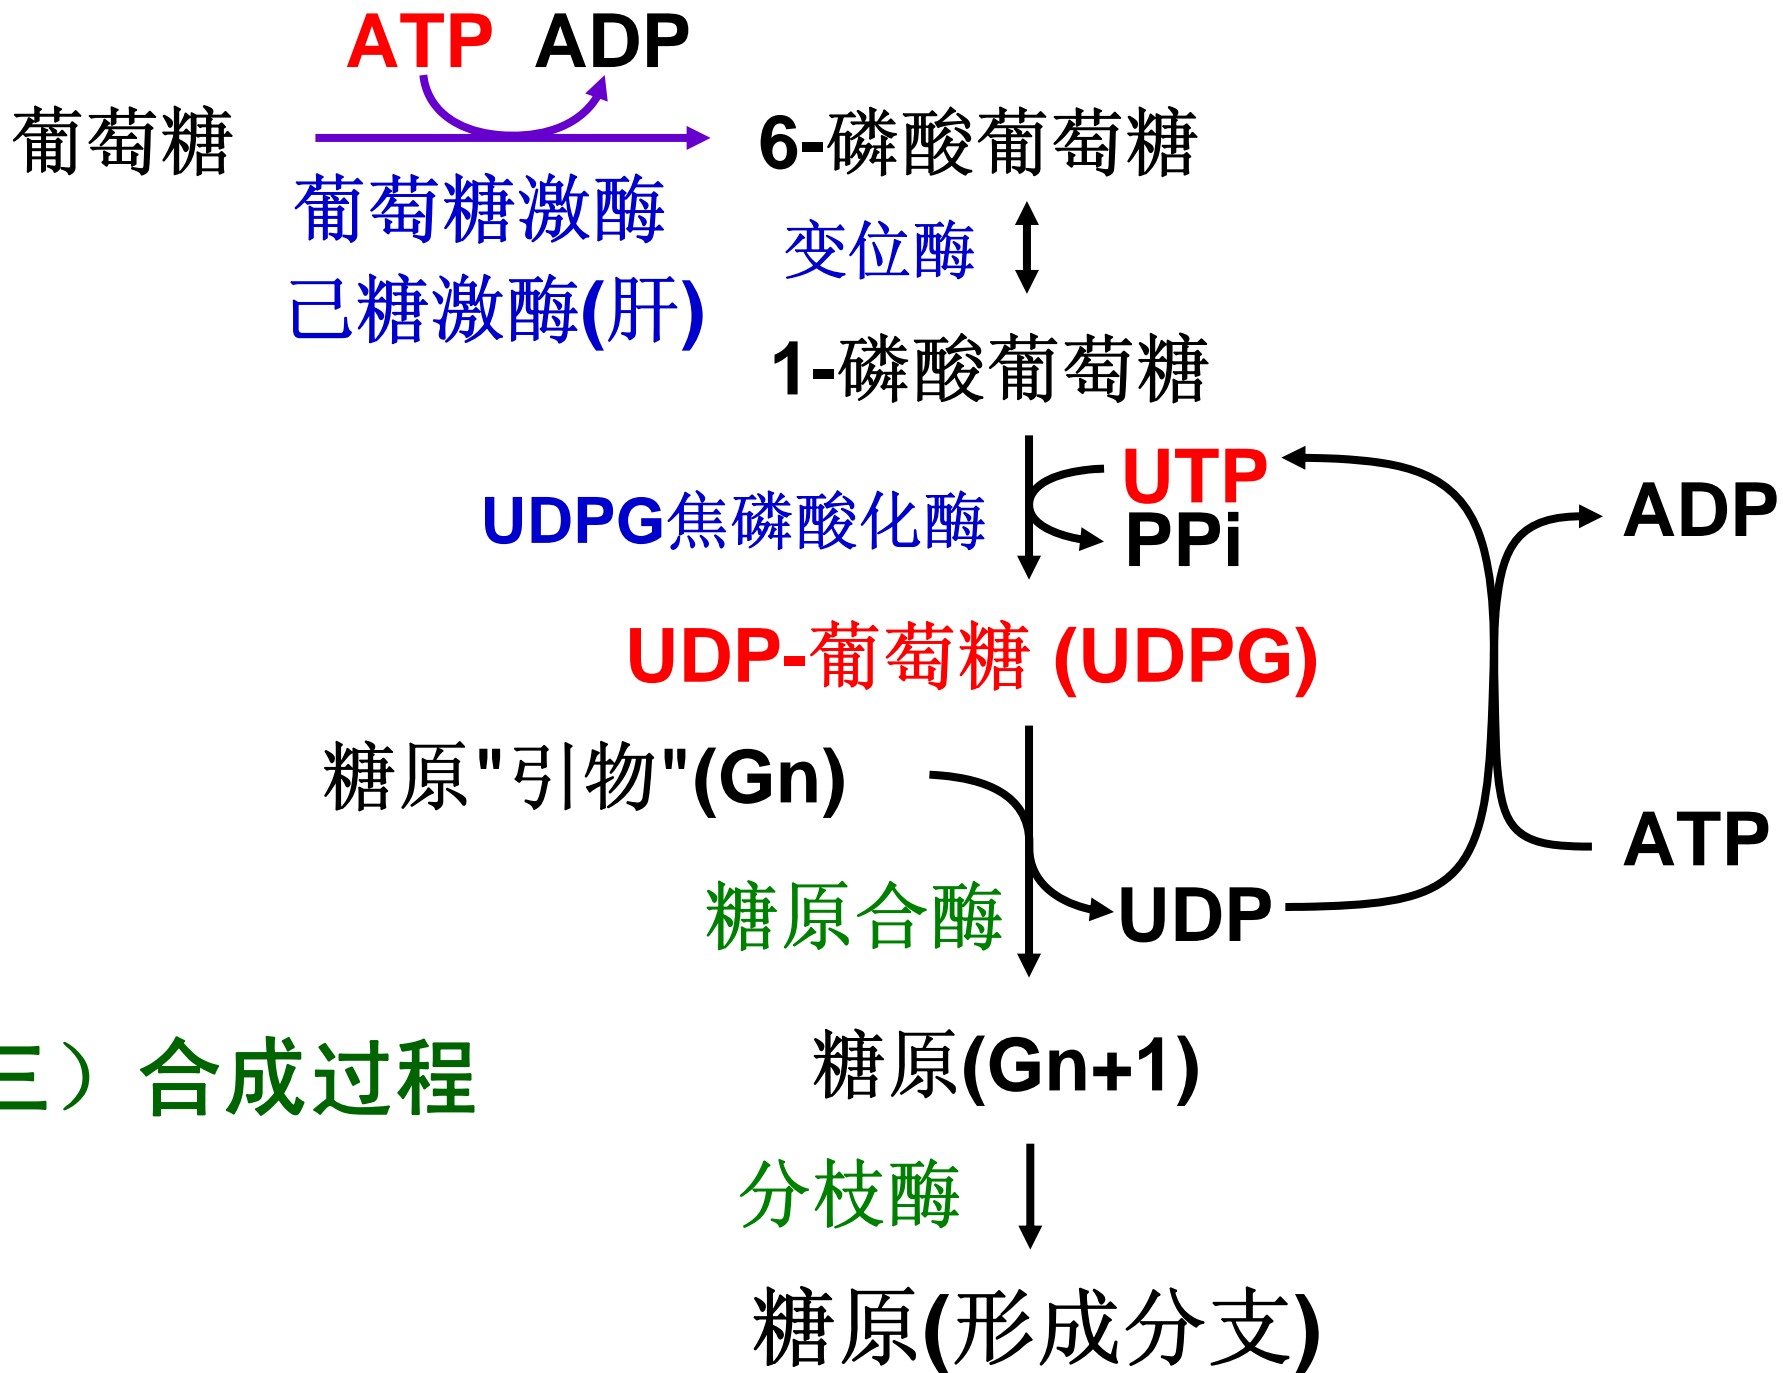 ATP ADP
葡萄糖
6-磷酸葡萄糖
葡萄糖激酶
己糖激酶(肝)
变位酶
1-磷酸葡萄糖
UTP
PPi
UDPG焦磷酸化酶
ADP
UDP-葡萄糖 (UDPG)
糖原"引物"(Gn)
ATP
糖原合酶
UDP
糖原(Gn+1)
三）合成过程
分枝酶
糖原(形成分支)